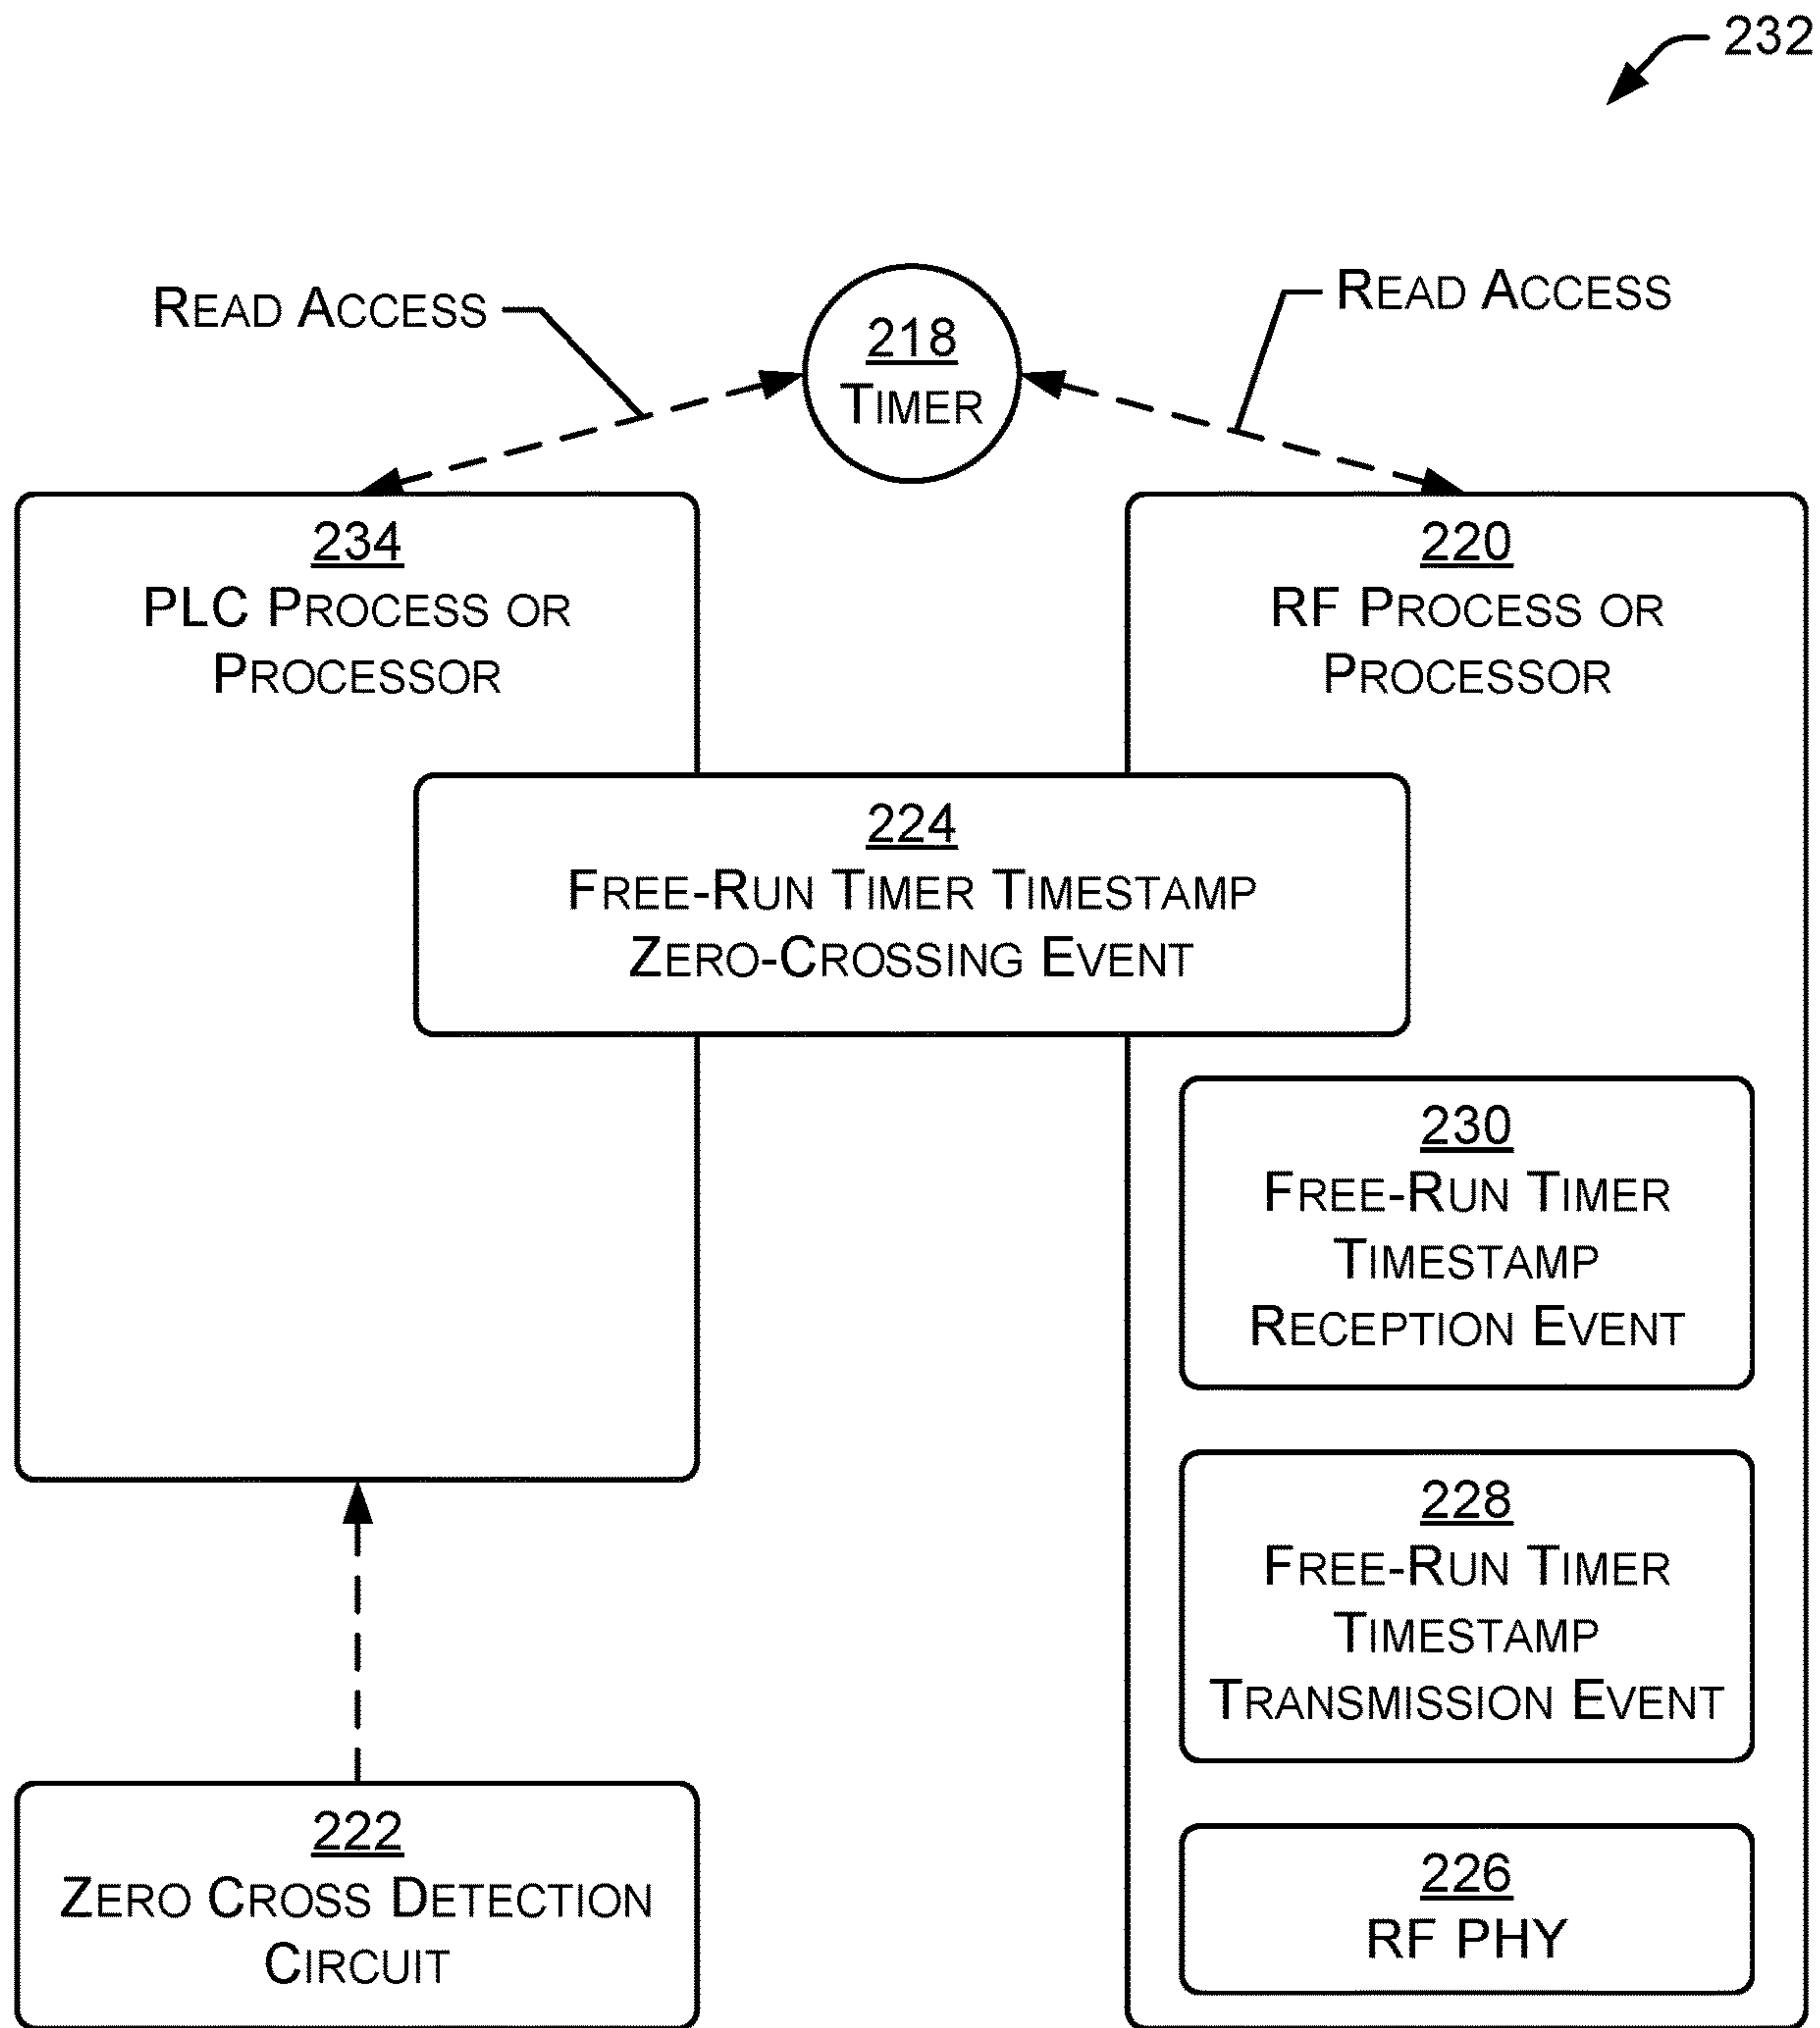 232
READ ACCESS
READ ACCESS
218
TIMER
234
PLC PROCESS OR
PROCESSOR
220
RF PROCESS OR
PROCESSOR
224
FREE-RUN TIMER TIMESTAMP
ZERO-CROSSING EVENT
230
FREE-RUN TIMER
TIMESTAMP
RECEPTION EVENT
228
FREE-RUN TIMER
TIMESTAMP
TRANSMISSION EVENT
222
ZERO CROSS DETECTION
CIRCUIT
226
RF PHY